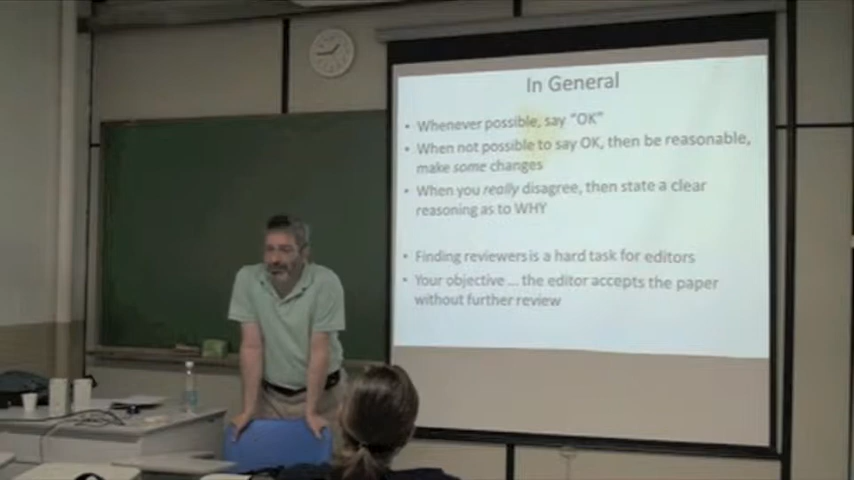 In General
• Whenever possible, say "OK"
• When not possible to say OK, then be reasonable,
make some changes
• When you really disagree, then state a clear
reasoning as to WHY
• Finding reviewers is a hard task for editors
• Your objective ... the editor accepts the paper
without further review